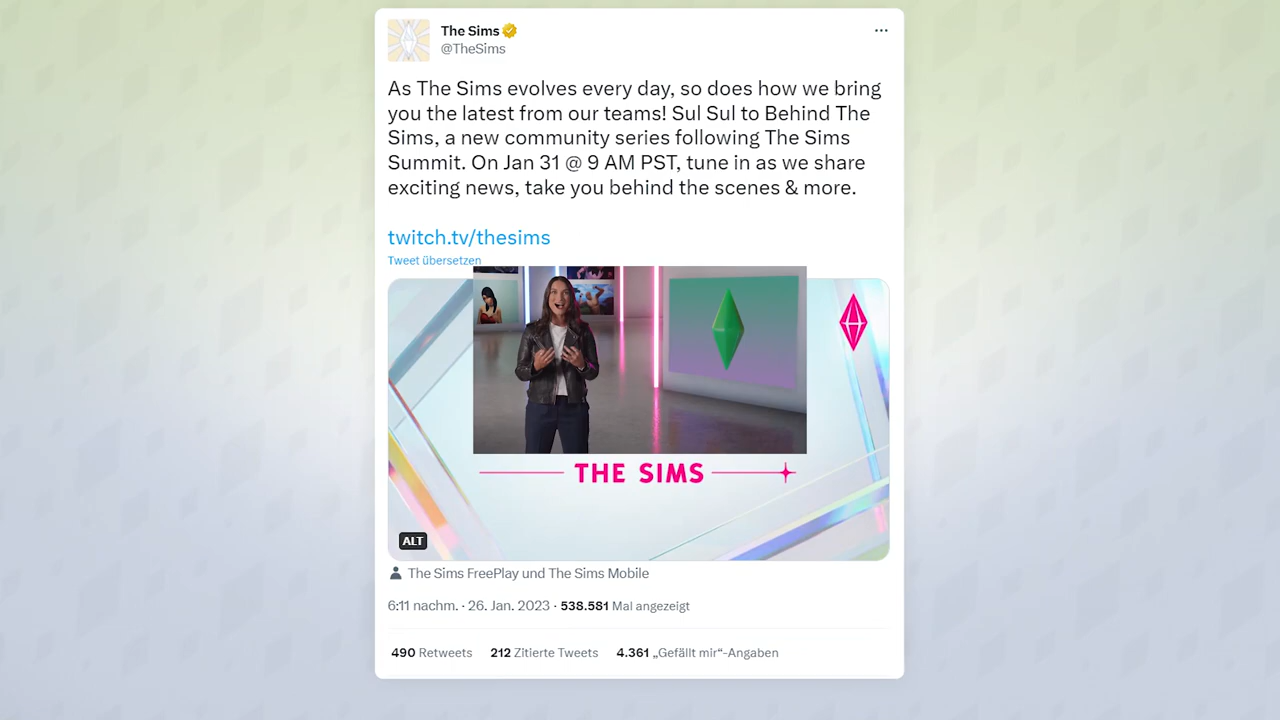 The Sims
@TheSims
As The Sims evolves every day, so does how we bring
you the latest from our teams! Sul Sul to Behind The
Sims, a new community series following The Sims
Summit. On Jan 31 @ 9 AM PST, tune in as we share
exciting news, take you behind the scenes & more.
twitch.tv/thesims
Tweet übersetzen
THE SIMS
ALT
The Sims FreePlay und The Sims Mobile
6:11 nachm. · 26. Jan. 2023 · 538.581 Mal angezeigt
490 Retweets 212 Zitierte Tweets 4.361 „Gefällt mir“-Angaben